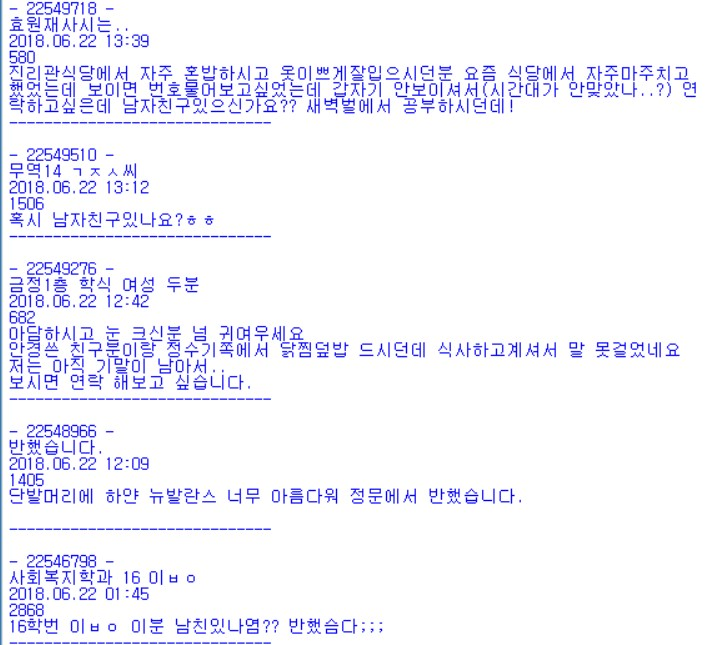 - 22549718 -
효원재사시는..
2018.06.22 13:39
580
진리관식당에서 자주 혼밥하시고 옷이쁘게잘입으시던분 요즘 식당에서 자주마주치고
했었는데 보이면 번호물어보고싶었는데 갑자기 안보이셔서(시간대가 안맞았나..?) 연
락하고싶은데 남자친구있으신가요?? 새벽벌에서 공부하시던데!
------------------------------
- 22549510 -
무역14 ㄱㅈㅅ씨
2018.06.22 13:12
1506
혹시 남자친구있나요?ㅎㅎ
------------------------------
- 22549276 -
금정1층 학식 여성 두분
2018.06.22 12:42
682
아담하시고 눈 크신분 넘 귀여우세요
안경쓴 친구분이랑 정수기쪽에서 닭찜덮밥 드시던데 식사하고계셔서 말 못걸었네요
저는 아직 기말이 남아서..
보시면 연락 해보고 싶습니다.
------------------------------
- 22548966 -
반했습니다.
2018.06.22 12:09
1405
단발머리에 하얀 뉴발란스 너무 아름다워 정문에서 반했습니다.
------------------------------
- 22546798 -
사회복지학과 16 이ㅂㅇ
2018.06.22 01:45
2868
16학번 이ㅂㅇ 이분 남친있나염?? 반했슴다;;;
------------------------------